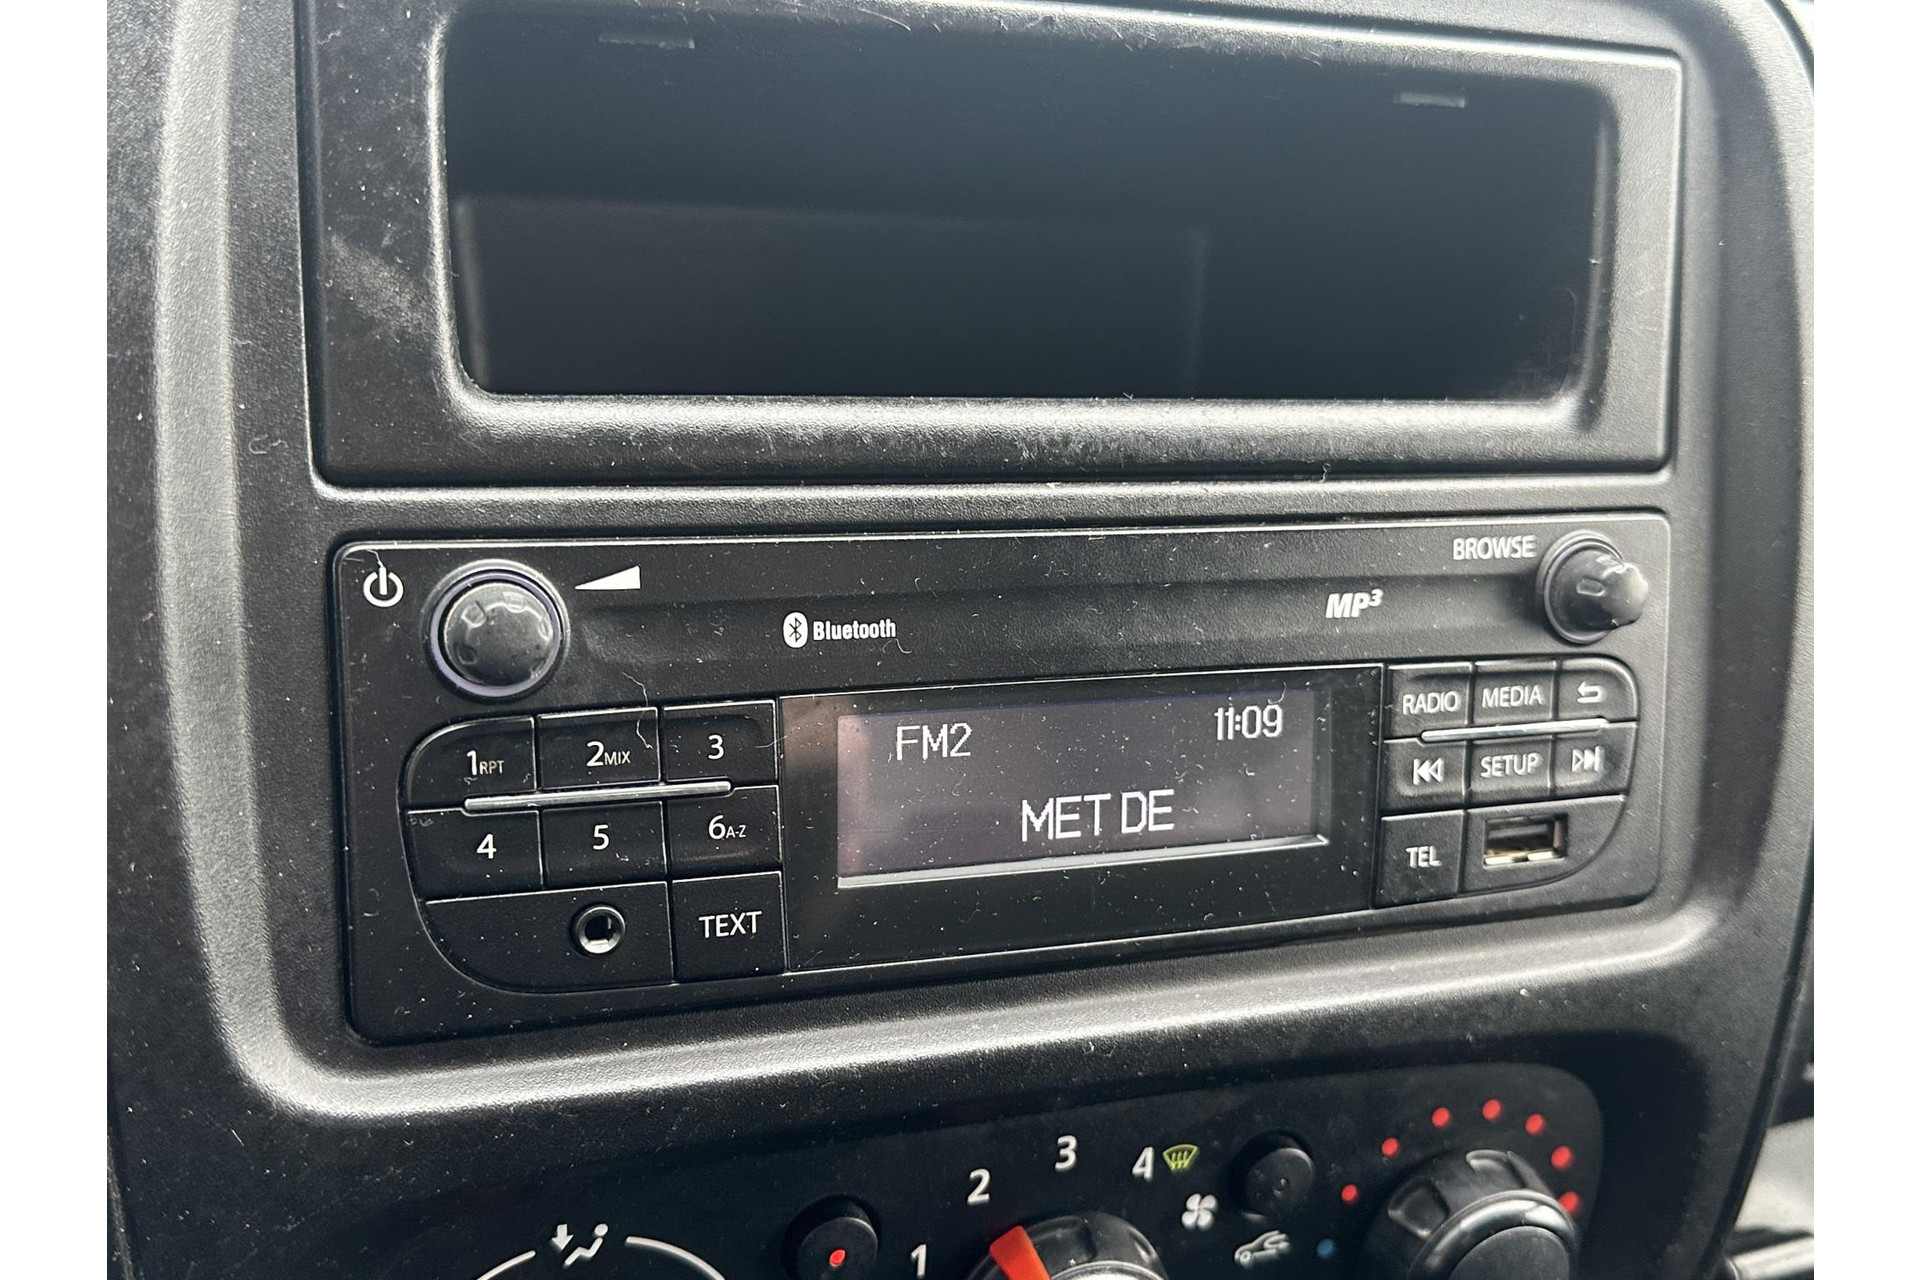 BROWSE
MP3
Bluetooth
RADIO MEDIA
FM2 11:09
1RPT 2MIX 3
SETUP
MET DE
4 5 6A-Z
TEL
TEXT
1 2 3 4